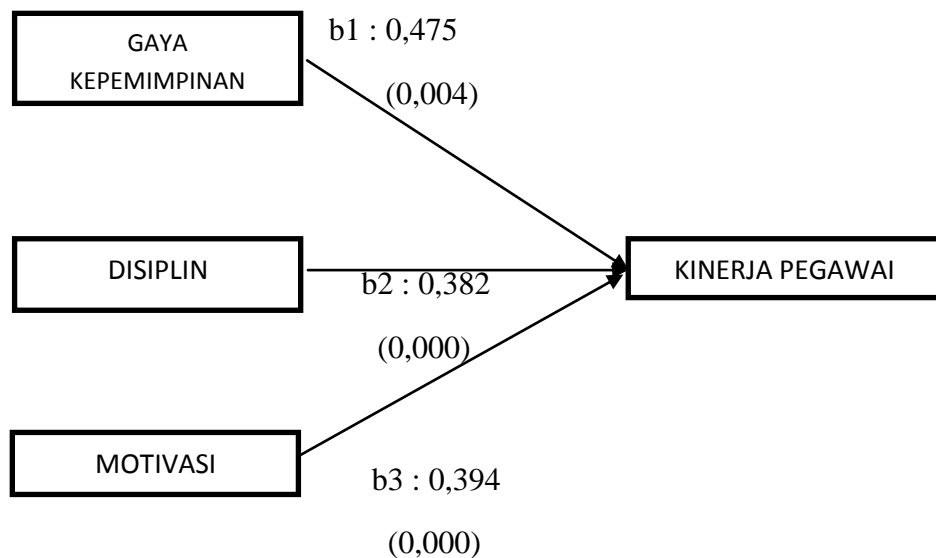 GAYA
KEPEMIMPINAN
b1 : 0,475
(0,004)
DISIPLIN
b2 : 0,382
(0,000)
KINERJA PEGAWAI
MOTIVASI
b3 : 0,394
(0,000)